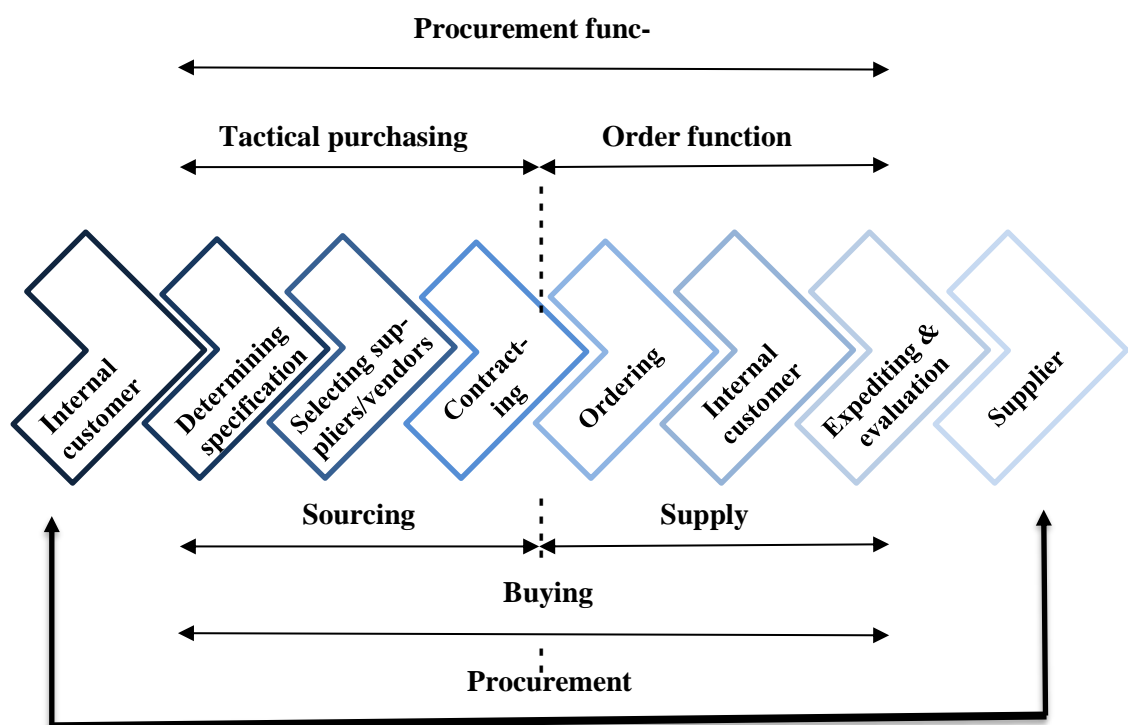 Procurement func-
Tactical purchasing
Order function
Internal
customer
Determining
specification
Selecting sup-
pliers/vendors
Contract-
ing
Ordering
Internal
customer
Expediting &
evaluation
Supplier
Sourcing
Supply
Buying
Procurement